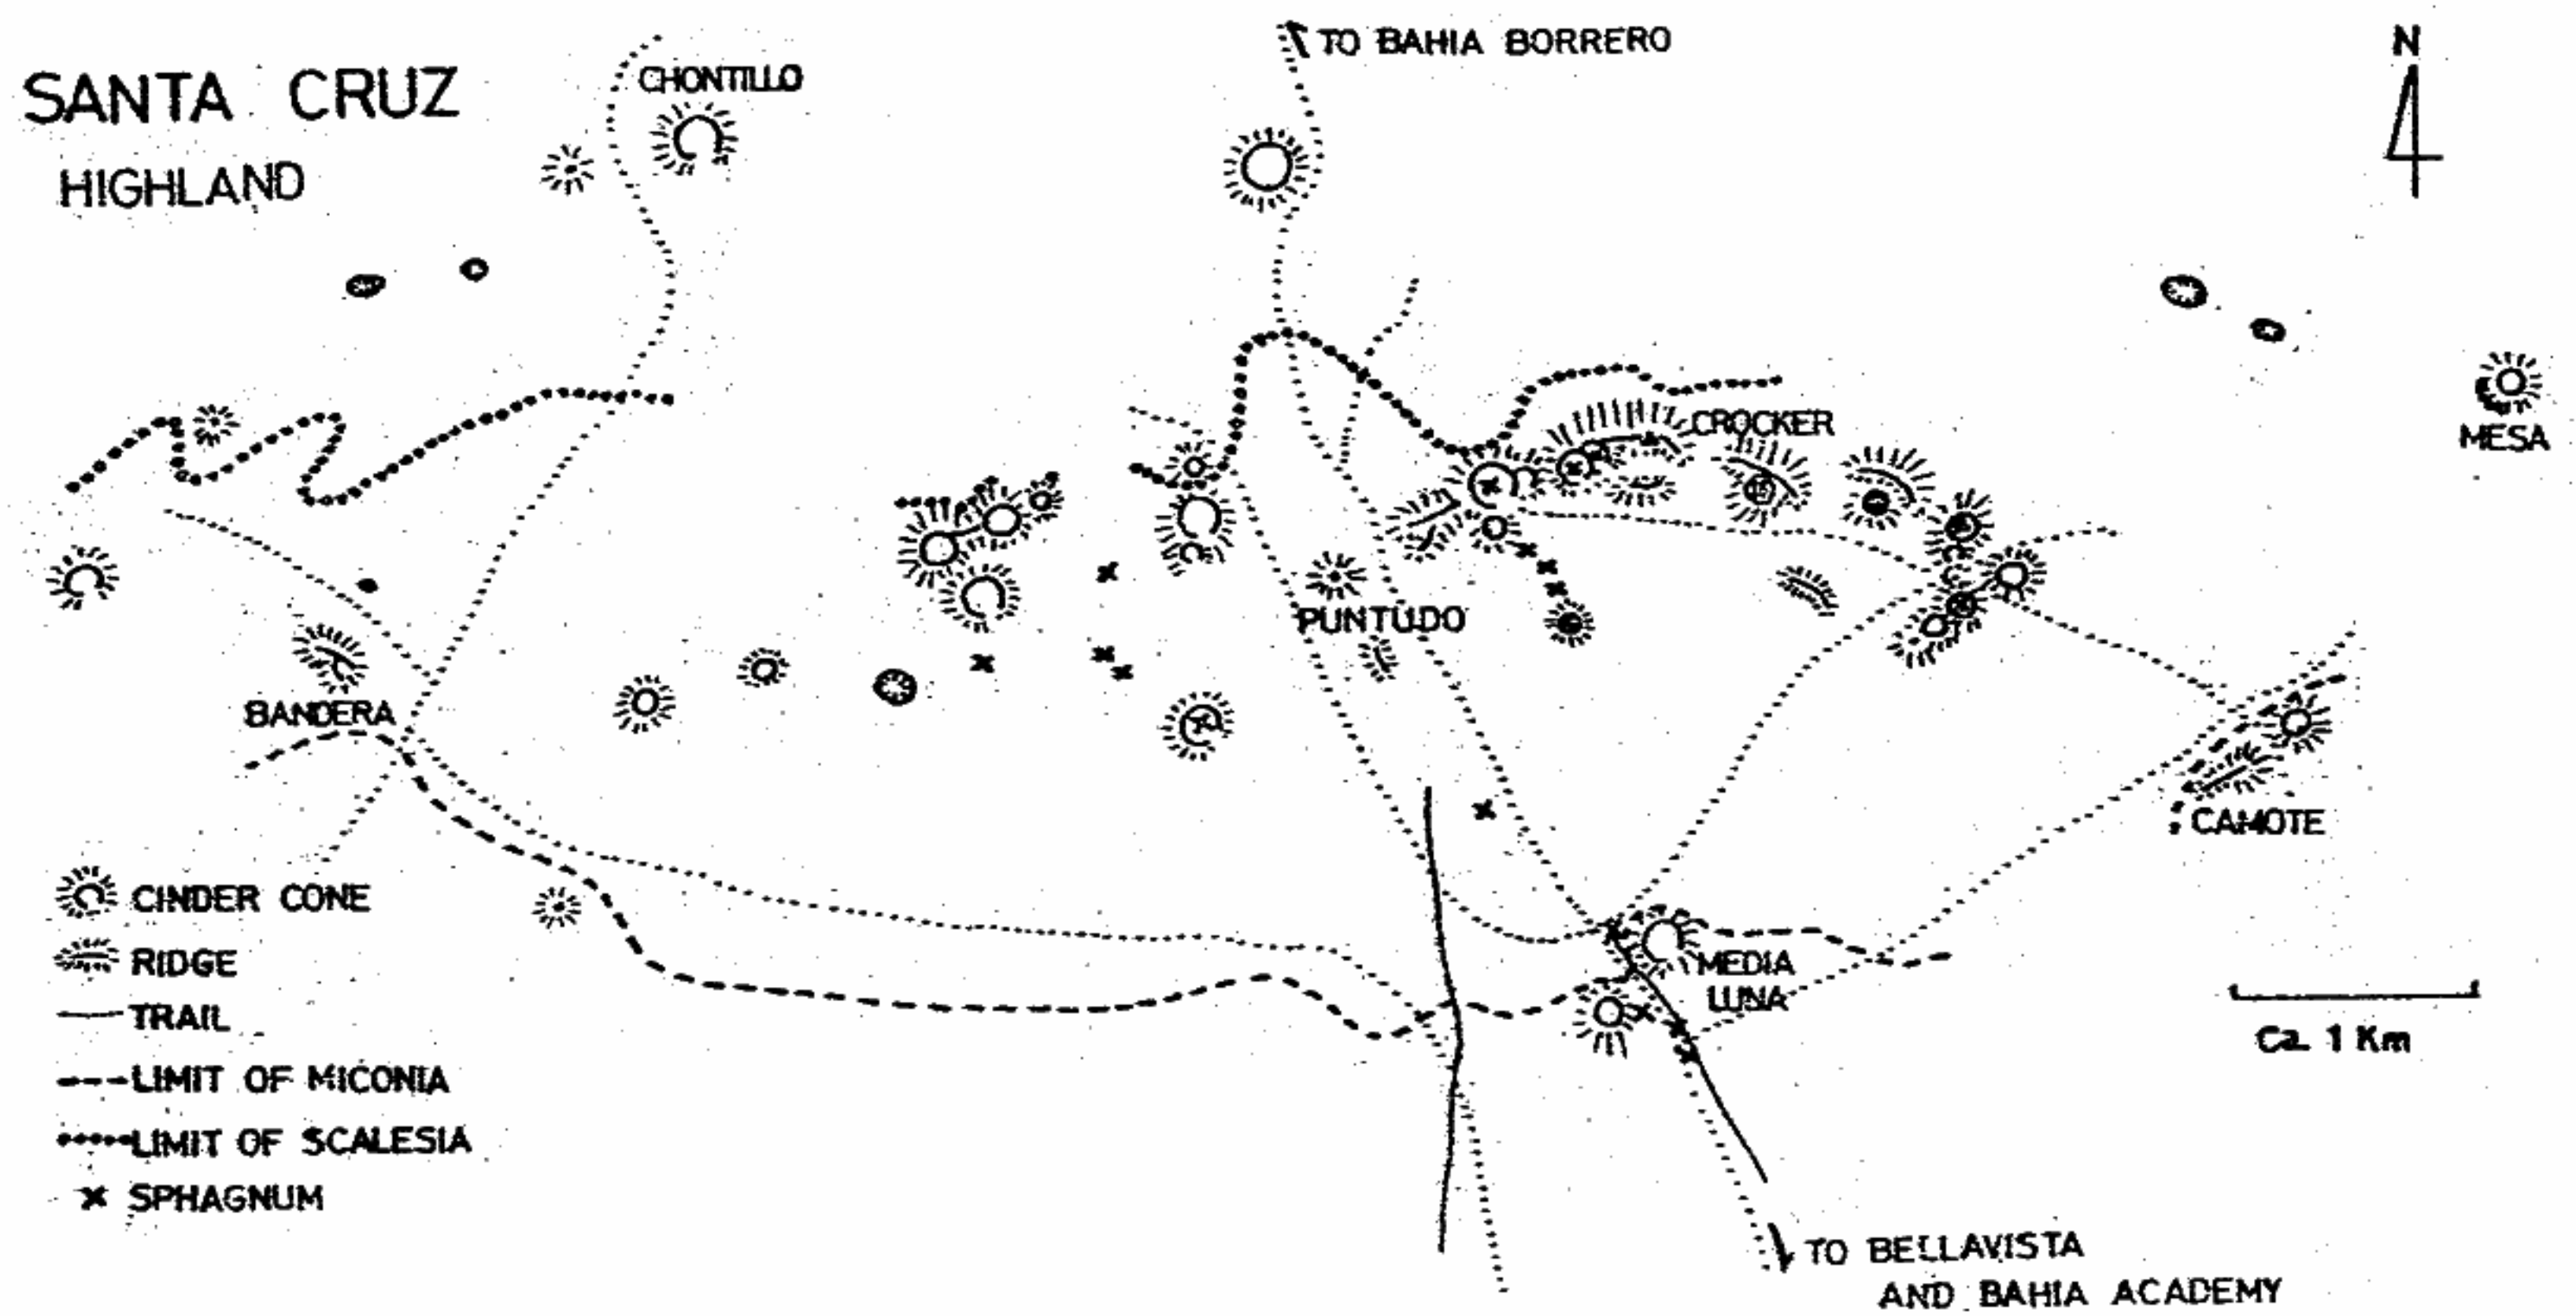 SANTA CRUZ
HIGHLAND
CHONTILLO
TO BAHIA BORRERO
N
CROCKER
MESA
PUNTUDO
BANDERA
CAMOTE
MEDIA
LUNA
CINDER CONE
RIDGE
TRAIL
LIMIT OF MICONIA
LIMIT OF SCALESIA
SPHAGNUM
Ca. 1 Km
TO BELLAVISTA
AND BAHIA ACADEMY